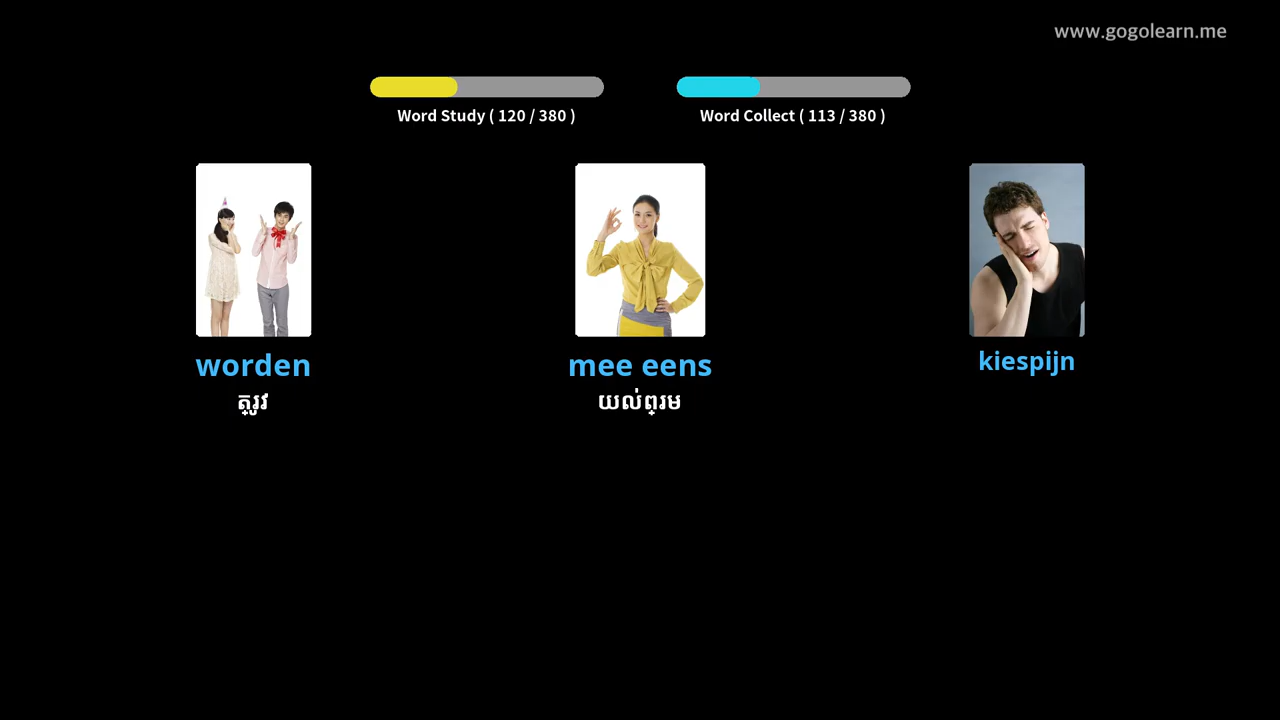 www.gogolearn.me
Word Study ( 120 / 380 )
Word Collect ( 113 / 380 )
worden
mee eens
kiespijn
ត្រូវ
យល់ព្រម